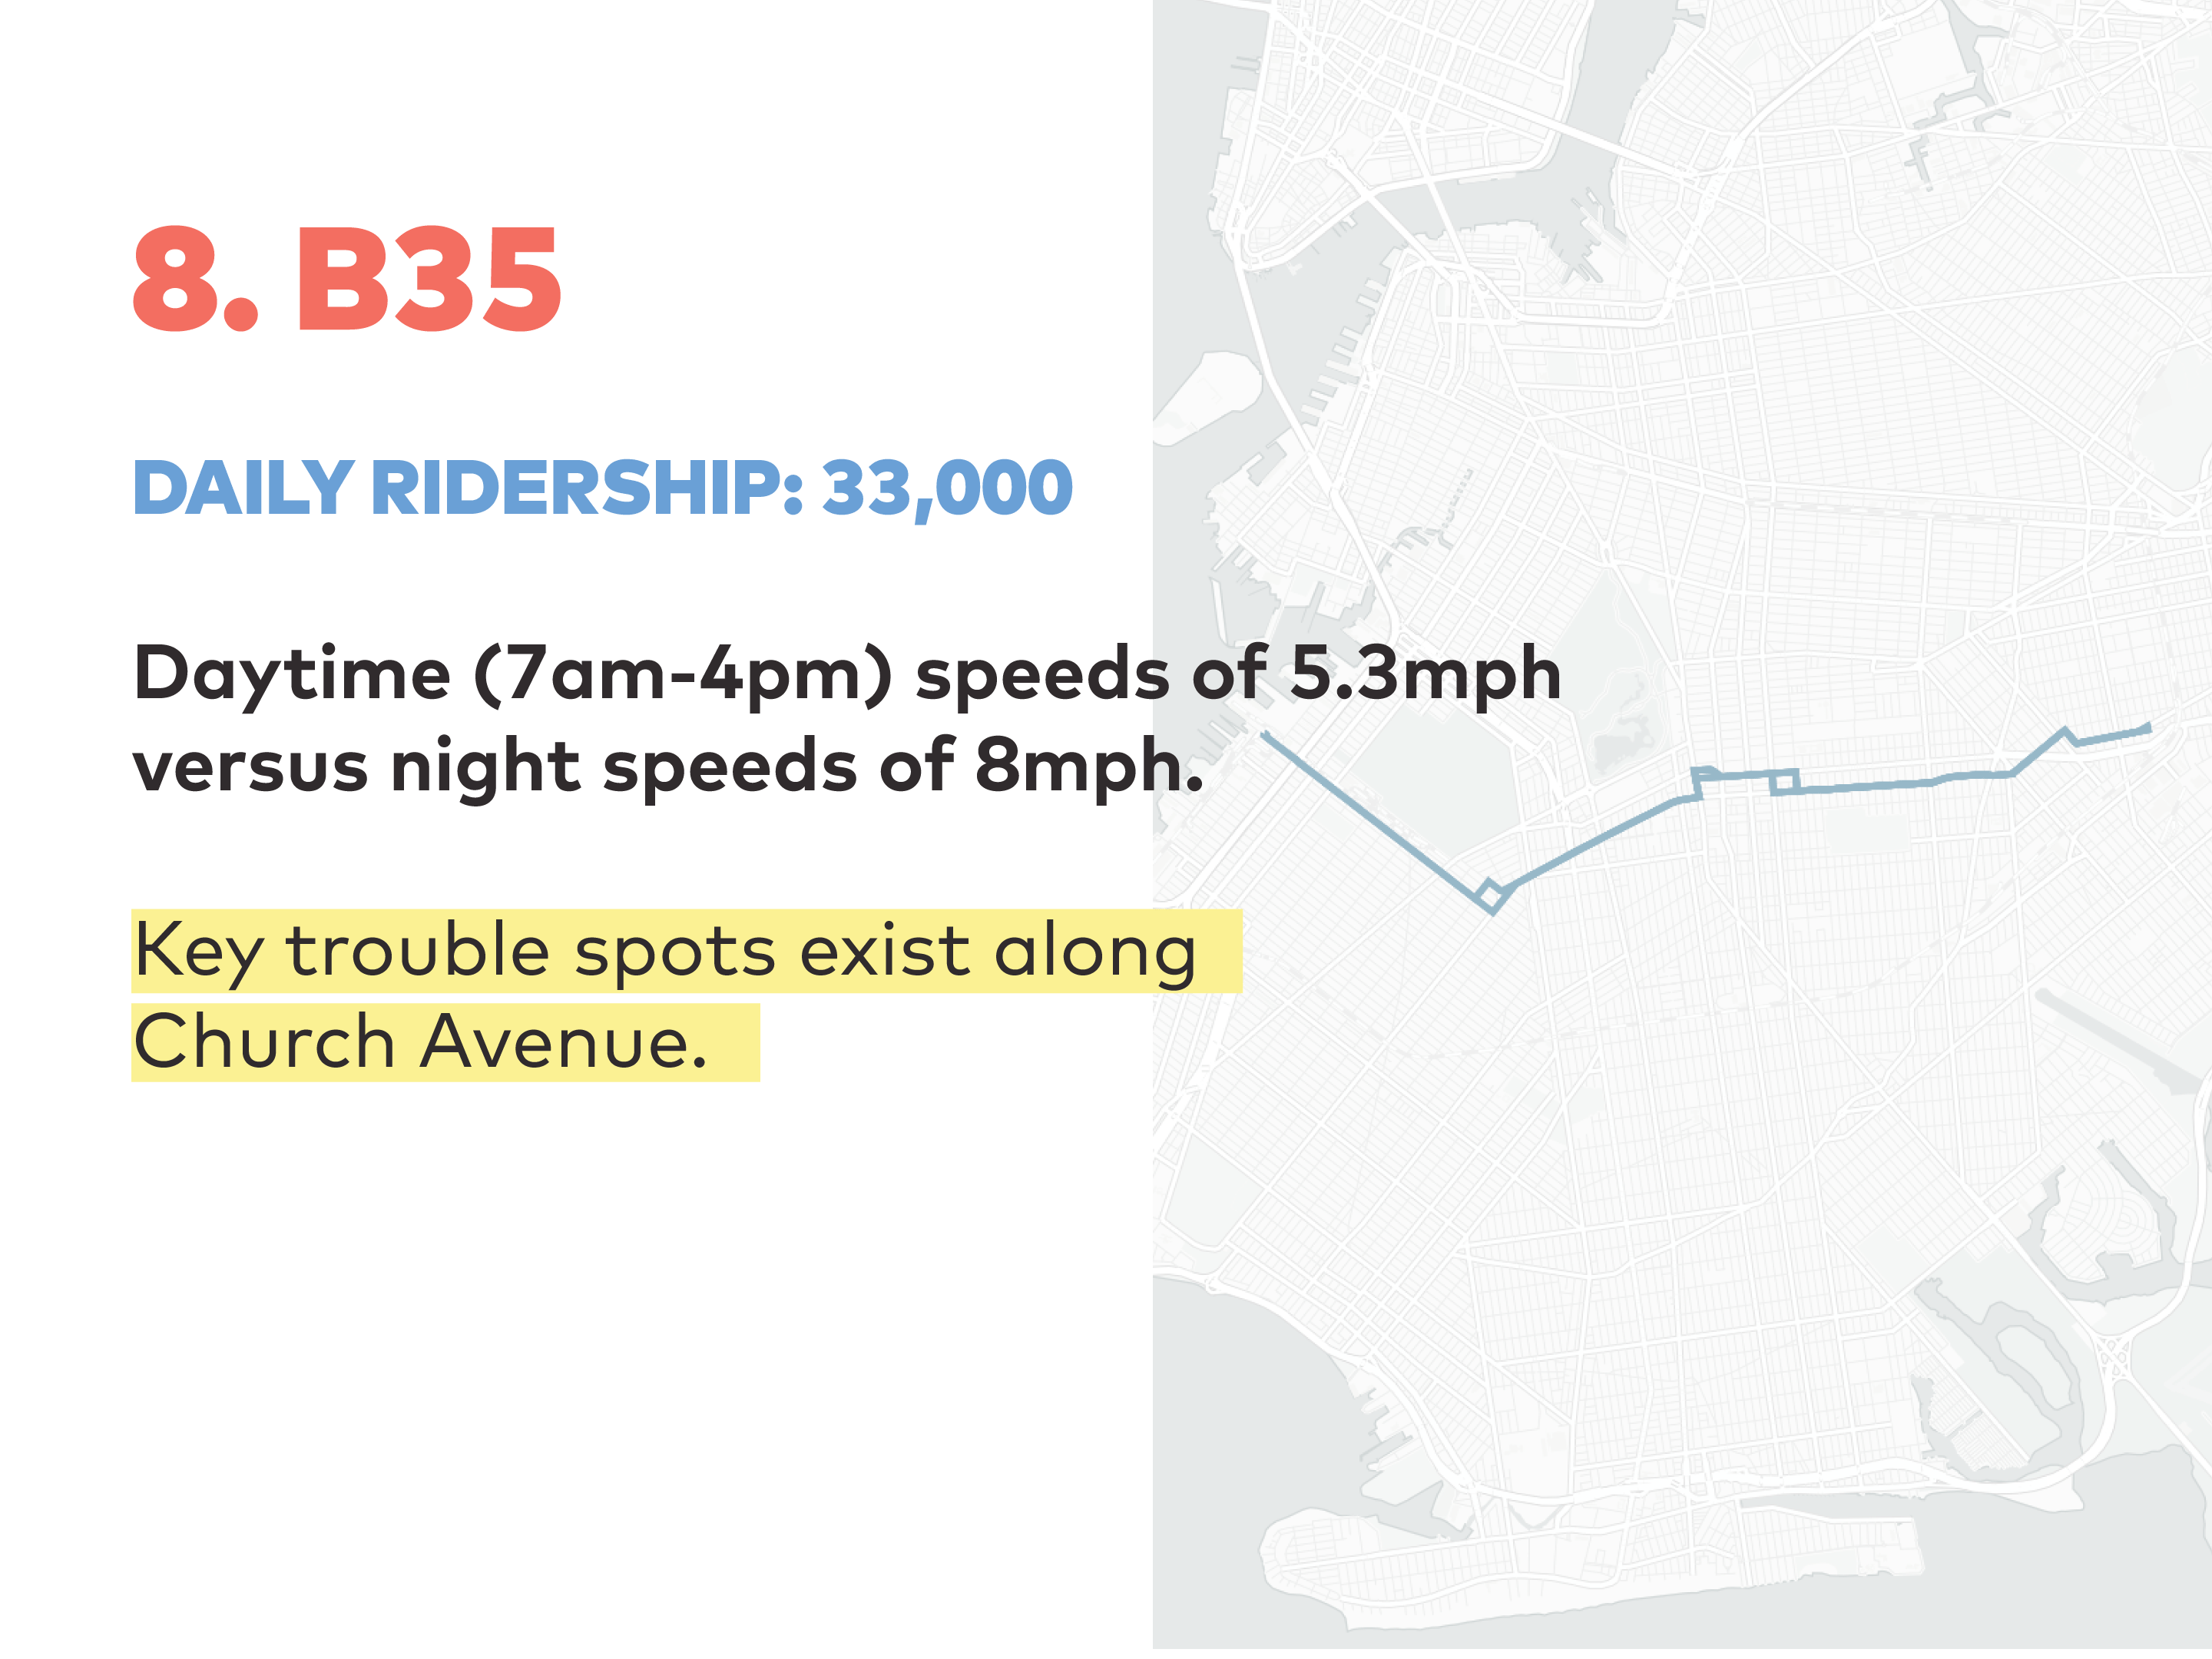 8. B35
DAILY RIDERSHIP: 33,000
Daytime (7am-4pm) speeds of 5.3mph
versus night speeds of 8mph.
Key trouble spots exist along
Church Avenue.